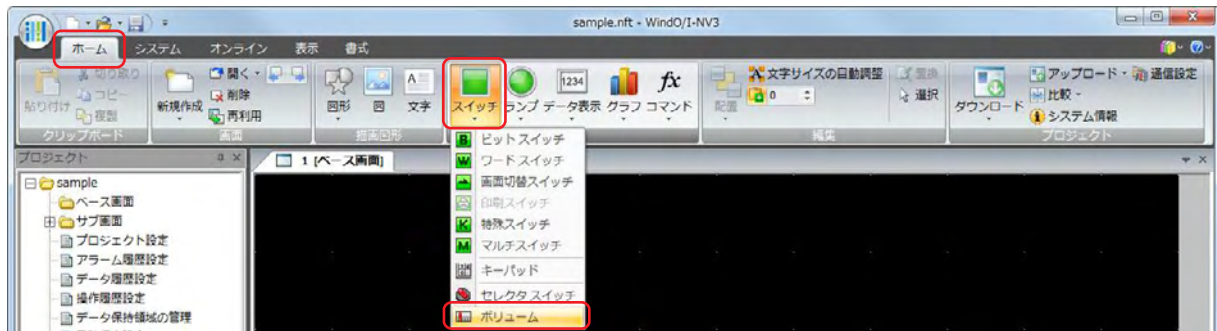 sample.nft - WindO/I-NV3
ホーム システム オンライン 表示 書式
貼り付け
切り取り
コピー
複製
クリップボード
新規作成
開く
削除
再利用
画面
図形 図 文字
描画図形
スイッチ ランプ データ表示 グラフ コマンド
1234
fx
配置
文字サイズの自動調整
0
置換
選択
編集
ダウンロード
アップロード
比較
システム情報
通信設定
プロジェクト
プロジェクト
sample
ベース画面
サブ画面
プロジェクト設定
アラーム履歴設定
データ履歴設定
操作履歴設定
データ保持領域の管理
1 [ベース画面]
B ビットスイッチ
W ワードスイッチ
画面切替スイッチ
印刷スイッチ
K 特殊スイッチ
M マルチスイッチ
キーパッド
セレクタスイッチ
ボリューム